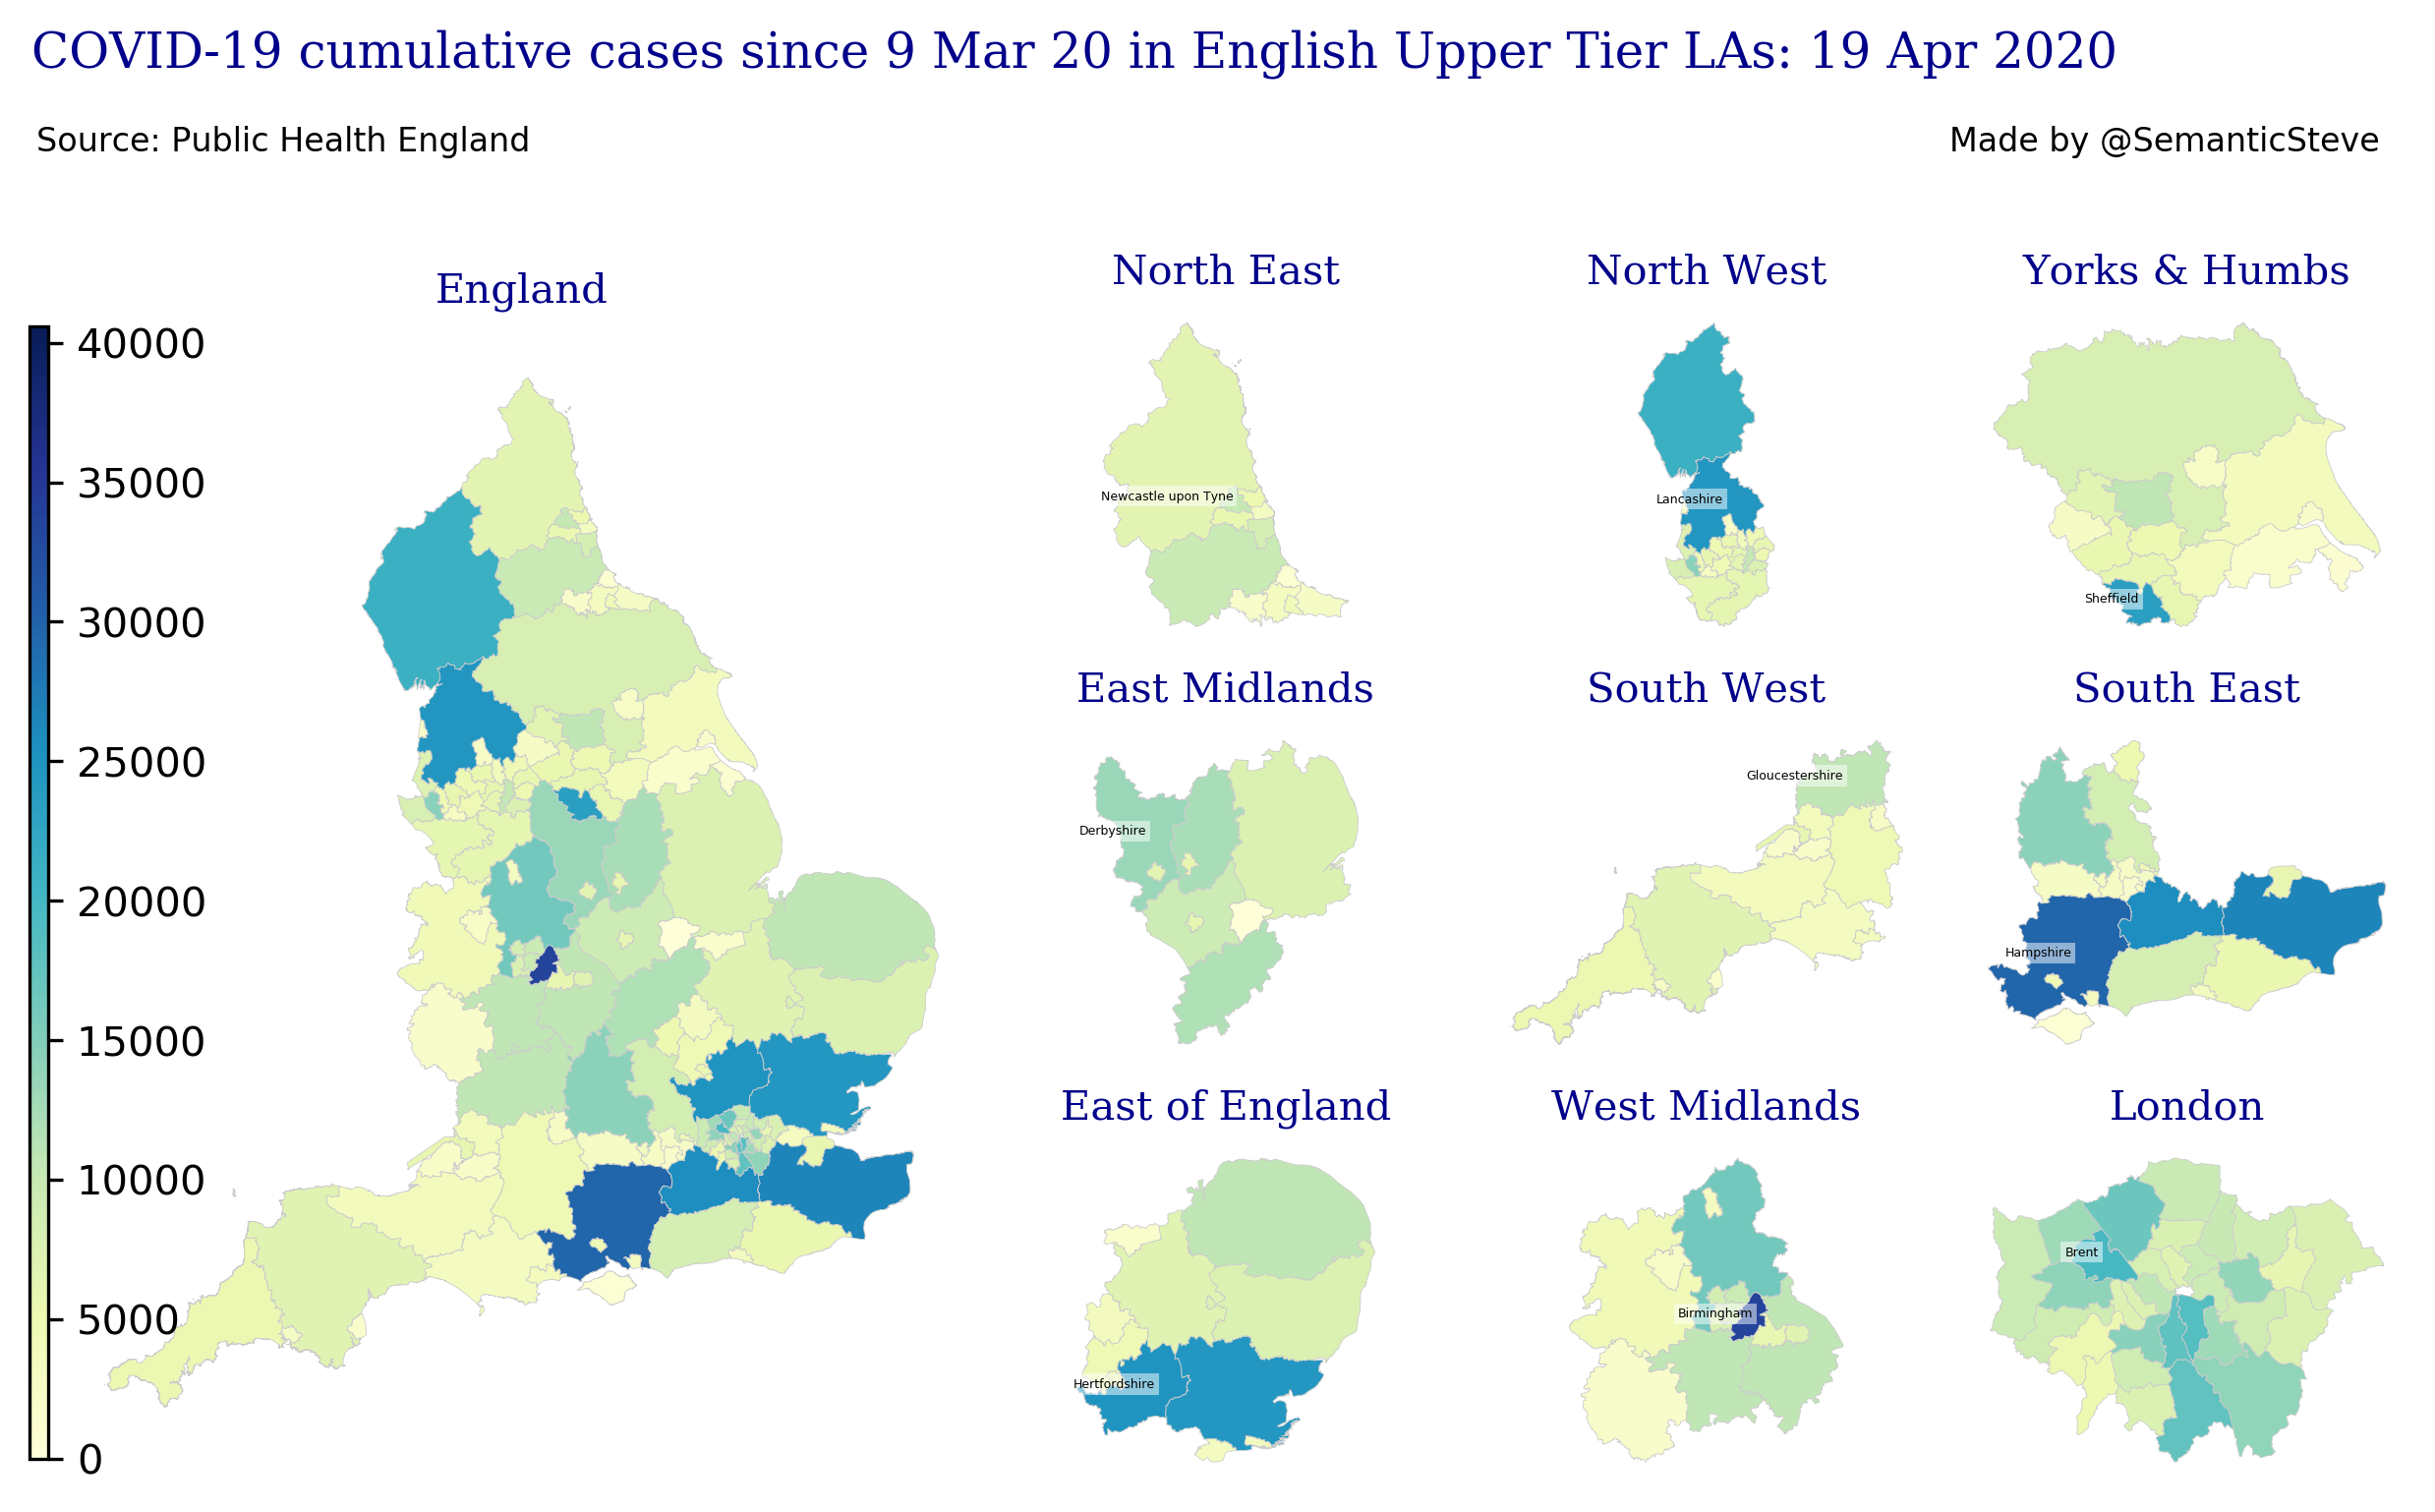 COVID-19 cumulative cases since 9 Mar 20 in English Upper Tier LAs: 19 Apr 2020
Source: Public Health England
Made by @SemanticSteve
England
40000
35000
30000
25000
20000
15000
10000
5000
0
North East
Newcastle upon Tyne
North West
Lancashire
Yorks & Humbs
Sheffield
East Midlands
Derbyshire
South West
Gloucestershire
South East
Hampshire
East of England
Hertfordshire
West Midlands
Birmingham
London
Brent